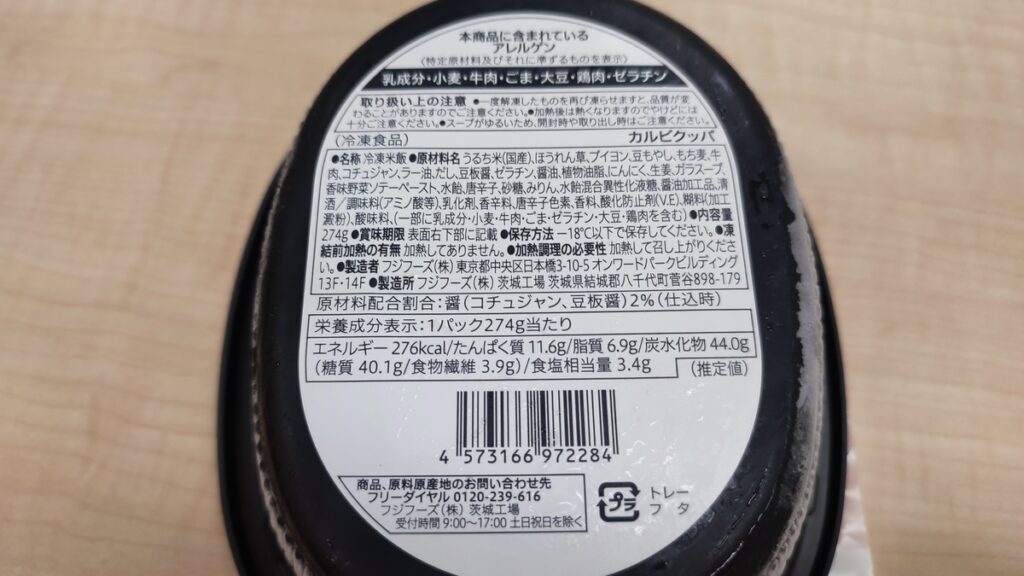 本商品に含まれている
アレルゲン
(特定原材料及びそれに準ずるものを表示)
乳成分・小麦・牛肉・ごま・大豆・鶏肉・ゼラチン
取り扱い上の注意 ●一度解凍したものを再び凍らせますと、品質が変
わることがありますのでご注意ください。●加熱後は熱くなりますのでやけどには
十分ご注意ください。●スープがゆるいため、開封時や取り出し時はご注意ください。
(冷凍食品) カルビクッパ
●名称 冷凍米飯 ●原材料名 うるち米(国産)、ほうれん草、ブイヨン、豆もやし、もち麦、牛
肉、コチュジャン、ラー油、だし、豆板醤、ゼラチン、醤油、植物油脂、にんにく、生姜、ガラスープ、
香味野菜ソテーペースト、水飴、唐辛子、砂糖、みりん、水飴混合異性化液糖、醤油加工品、清
酒／調味料(アミノ酸等)、乳化剤、香辛料、唐辛子色素、香料、酸化防止剤(V.E)、糊料(加工
澱粉)、酸味料、(一部に乳成分・小麦・牛肉・ごま・ゼラチン・大豆・鶏肉を含む) ●内容量
274g ●賞味期限 表面右下部に記載 ●保存方法 －18℃以下で保存してください。●凍
結前加熱の有無 加熱してありません。●加熱調理の必要性 加熱して召し上がりくださ
い。●製造者 フジフーズ(株) 東京都中央区日本橋3-10-5 オンワードパークビルディング
13F・14F ●製造所 フジフーズ(株) 茨城工場 茨城県結城郡八千代町菅谷898-179
原材料配合割合：醤(コチュジャン、豆板醤)2%(仕込時)
栄養成分表示：1パック274g当たり
エネルギー 276kcal/たんぱく質 11.6g/脂質 6.9g/炭水化物 44.0g
(糖質 40.1g/食物繊維 3.9g)/食塩相当量 3.4g (推定値)
4 573166 972284
商品、原料原産地のお問い合わせ先
フリーダイヤル 0120-239-616
フジフーズ(株) 茨城工場
受付時間 9:00〜17:00 土日祝日を除く
プラ
トレー
フタ